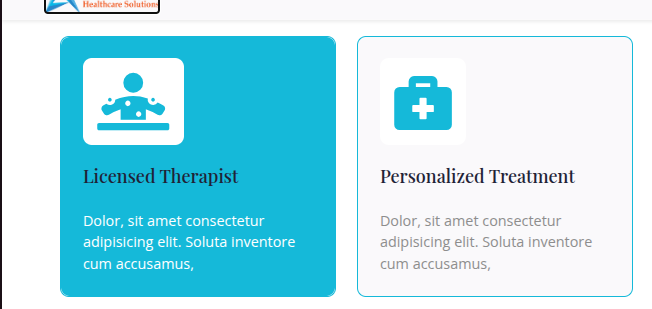 Healthcare Solutions
Licensed Therapist
Dolor, sit amet consectetur
adipisicing elit. Soluta inventore
cum accusamus,
Personalized Treatment
Dolor, sit amet consectetur
adipisicing elit. Soluta inventore
cum accusamus,